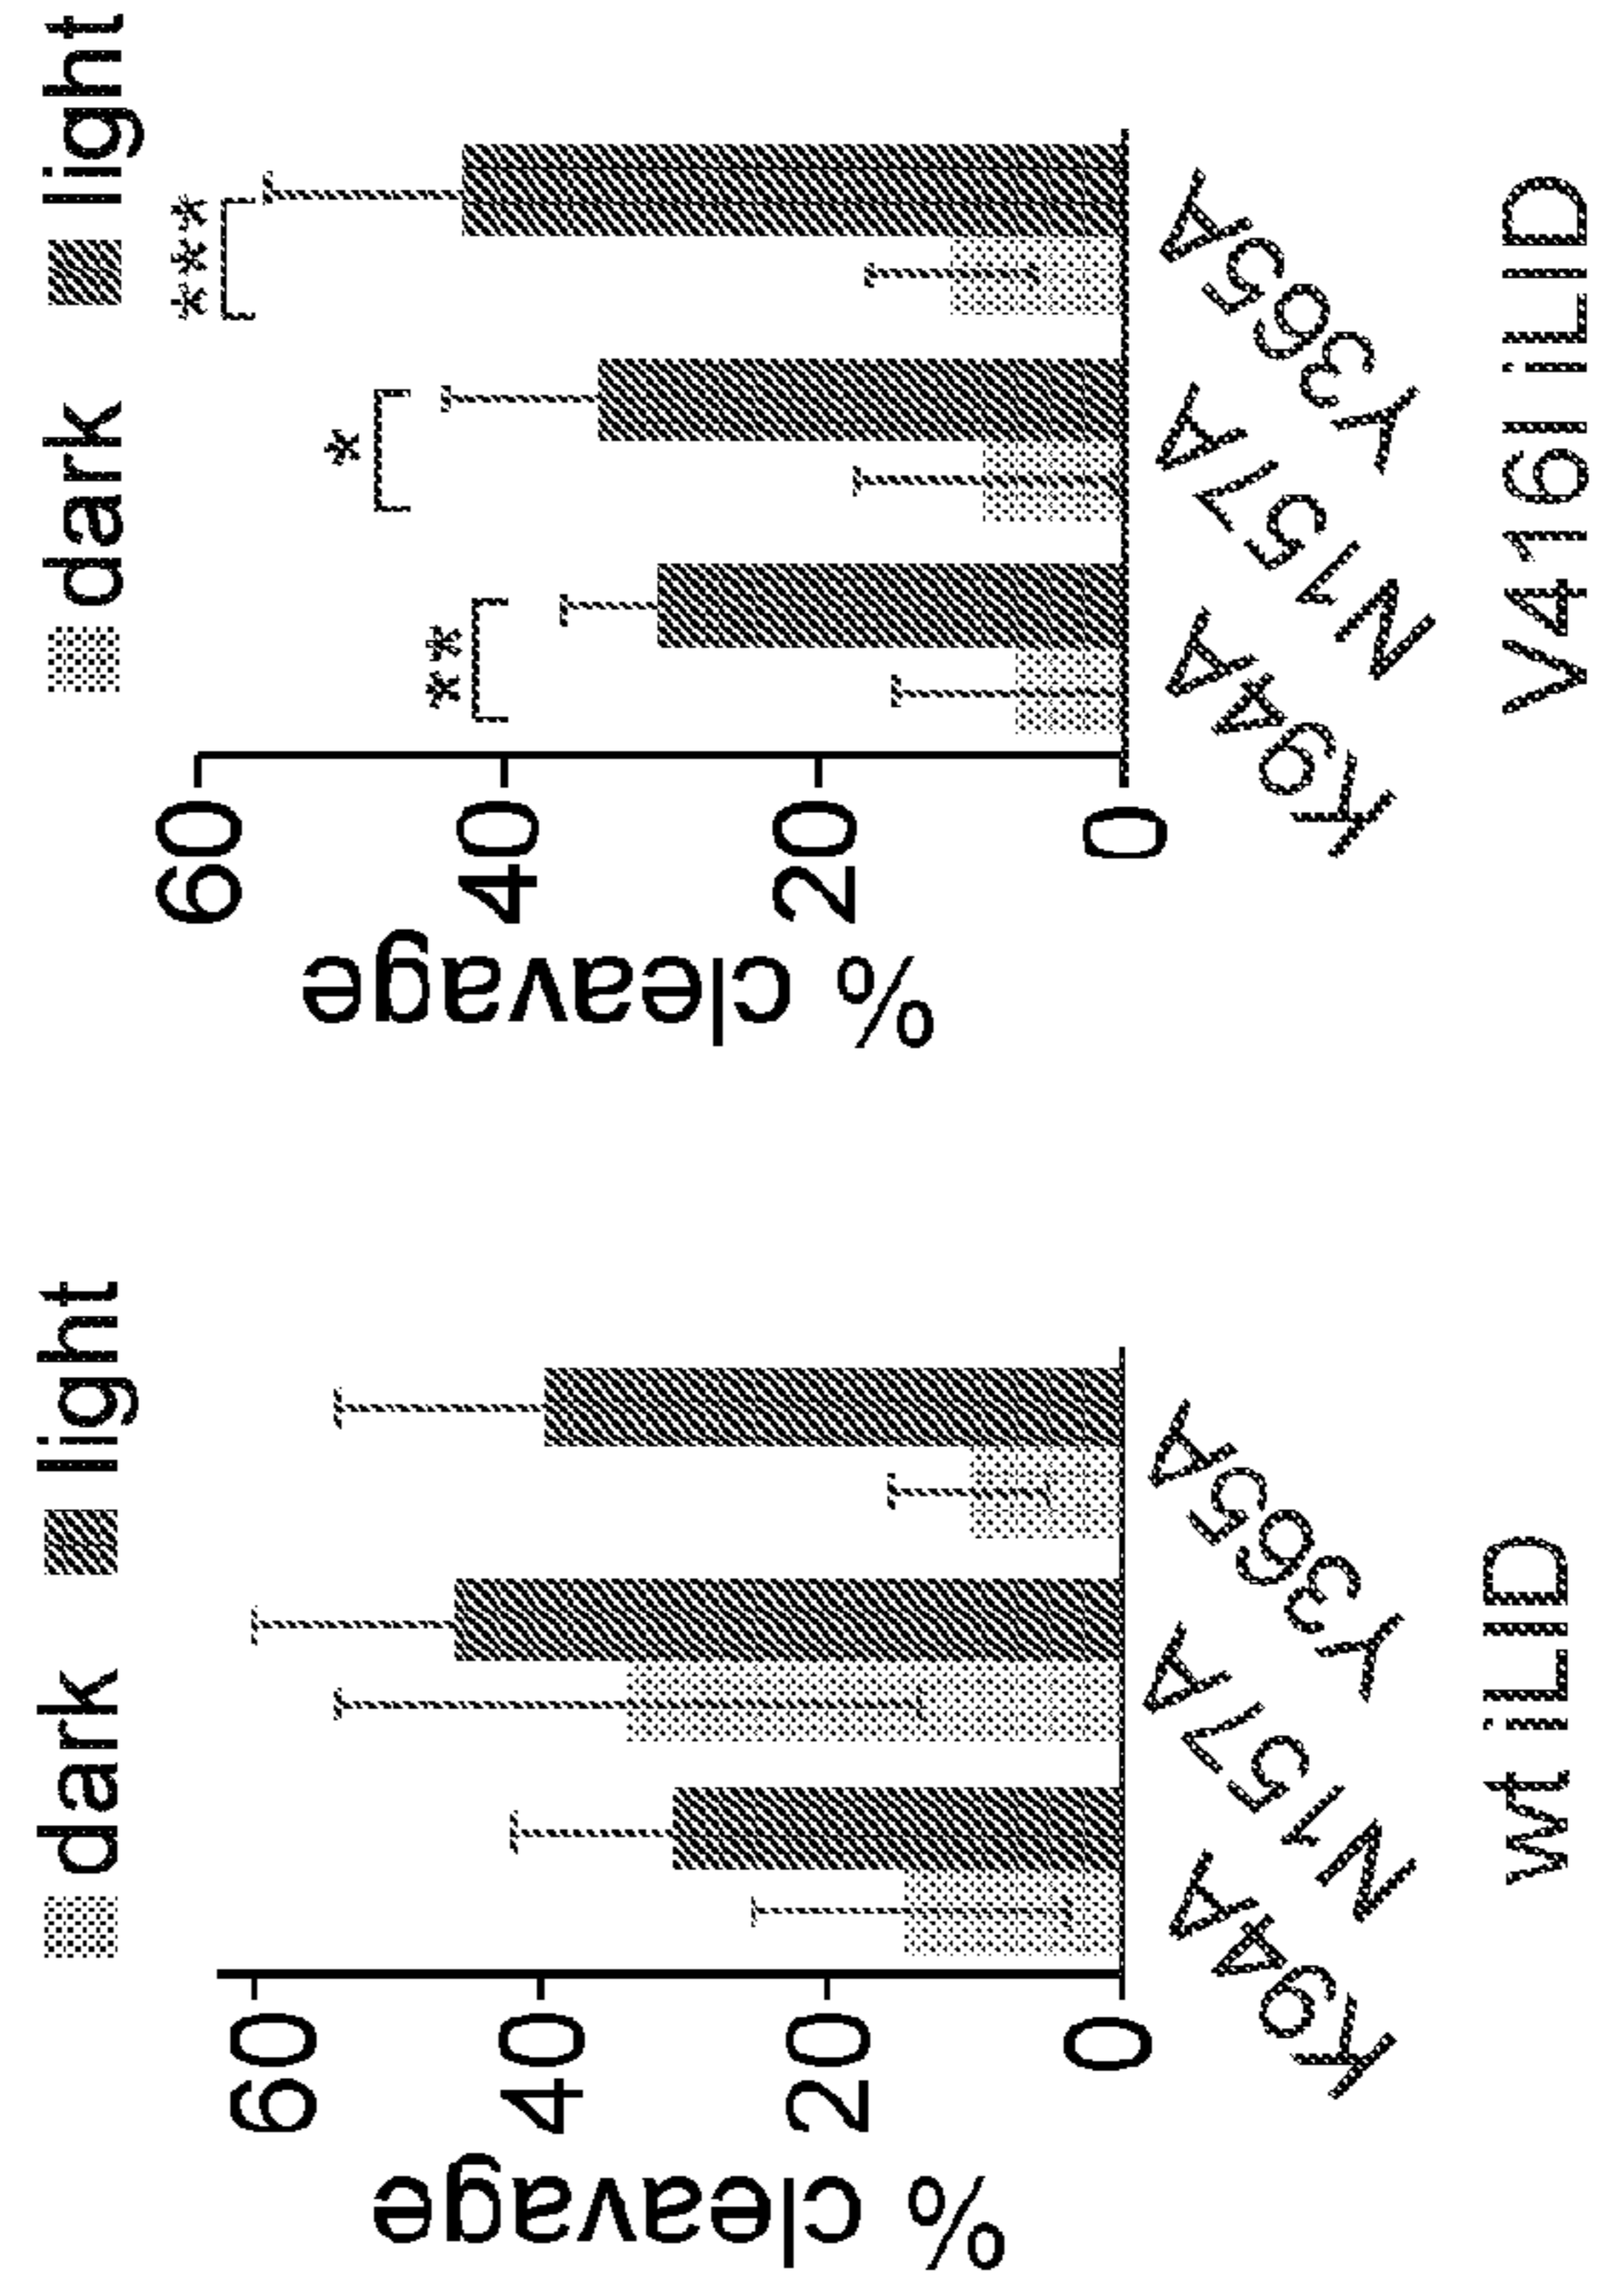 dark light
% cleavage
60
40
20
0
K94A N157A Y365A
wt iLID
dark light
% cleavage
60
40
20
0
** * ***
K94A N157A Y365A
V416I iLID